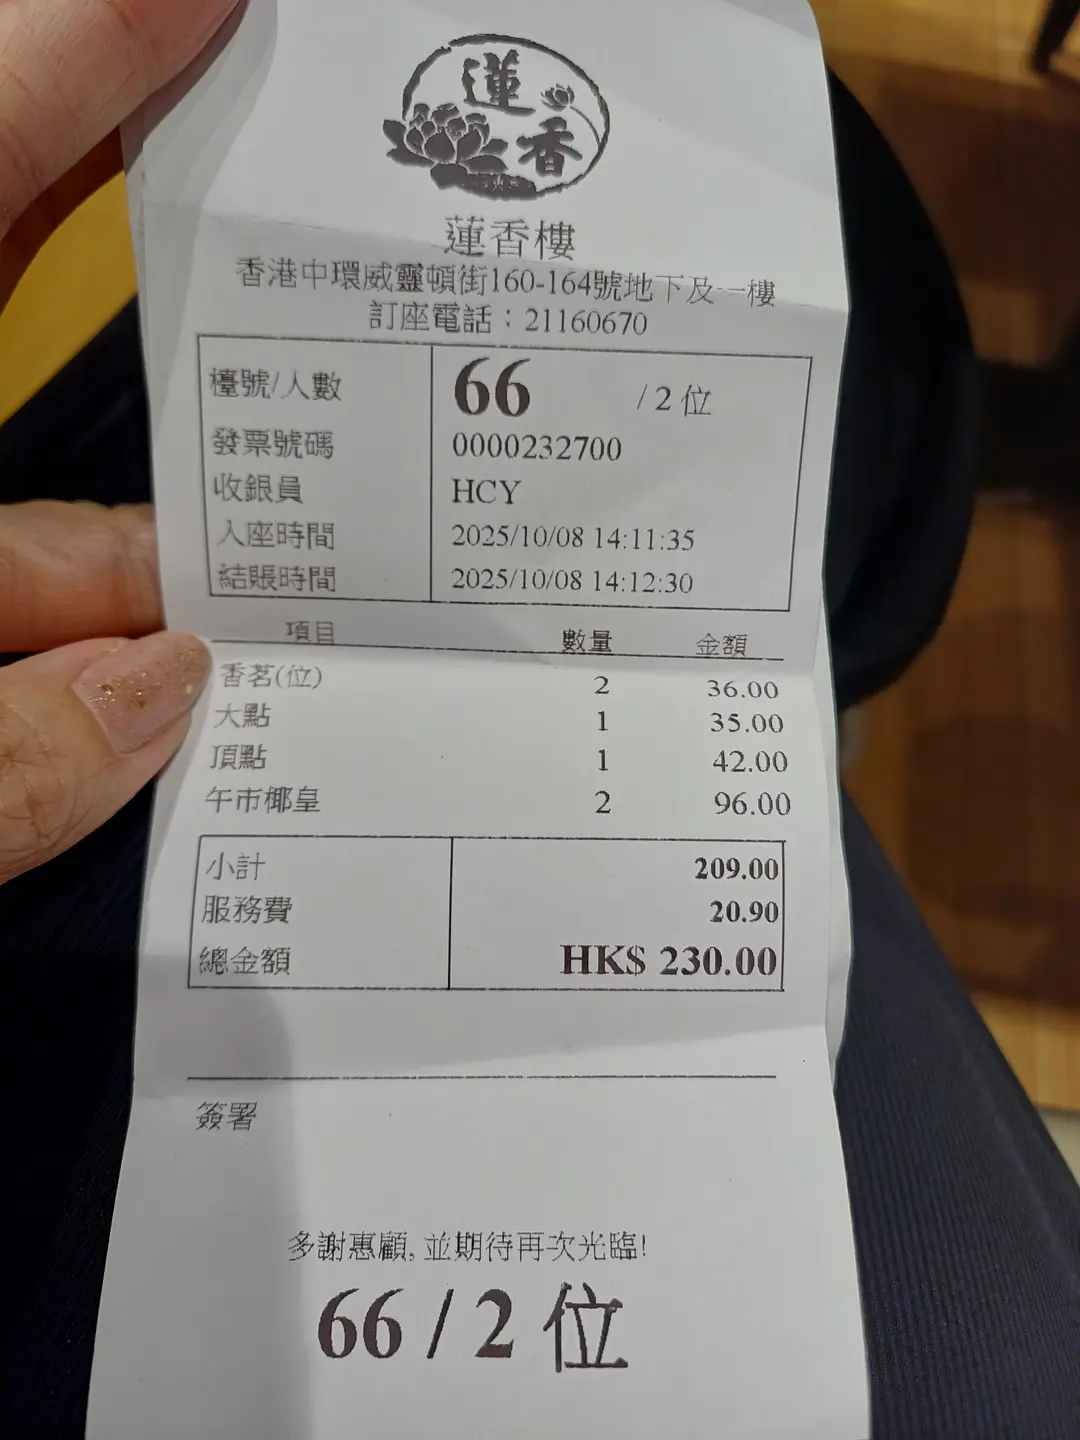 蓮
香
蓮香樓
香港中環威靈頓街160-164號地下及一樓
訂座電話：21160670
檯號/人數 66 / 2 位
發票號碼 0000232700
收銀員 HCY
入座時間 2025/10/08 14:11:35
結賬時間 2025/10/08 14:12:30
項目 數量 金額
香茗(位) 2 36.00
大點 1 35.00
頂點 1 42.00
午市椰皇 2 96.00
小計 209.00
服務費 20.90
總金額 HK$ 230.00
簽署
多謝惠顧, 並期待再次光臨!
66 / 2 位